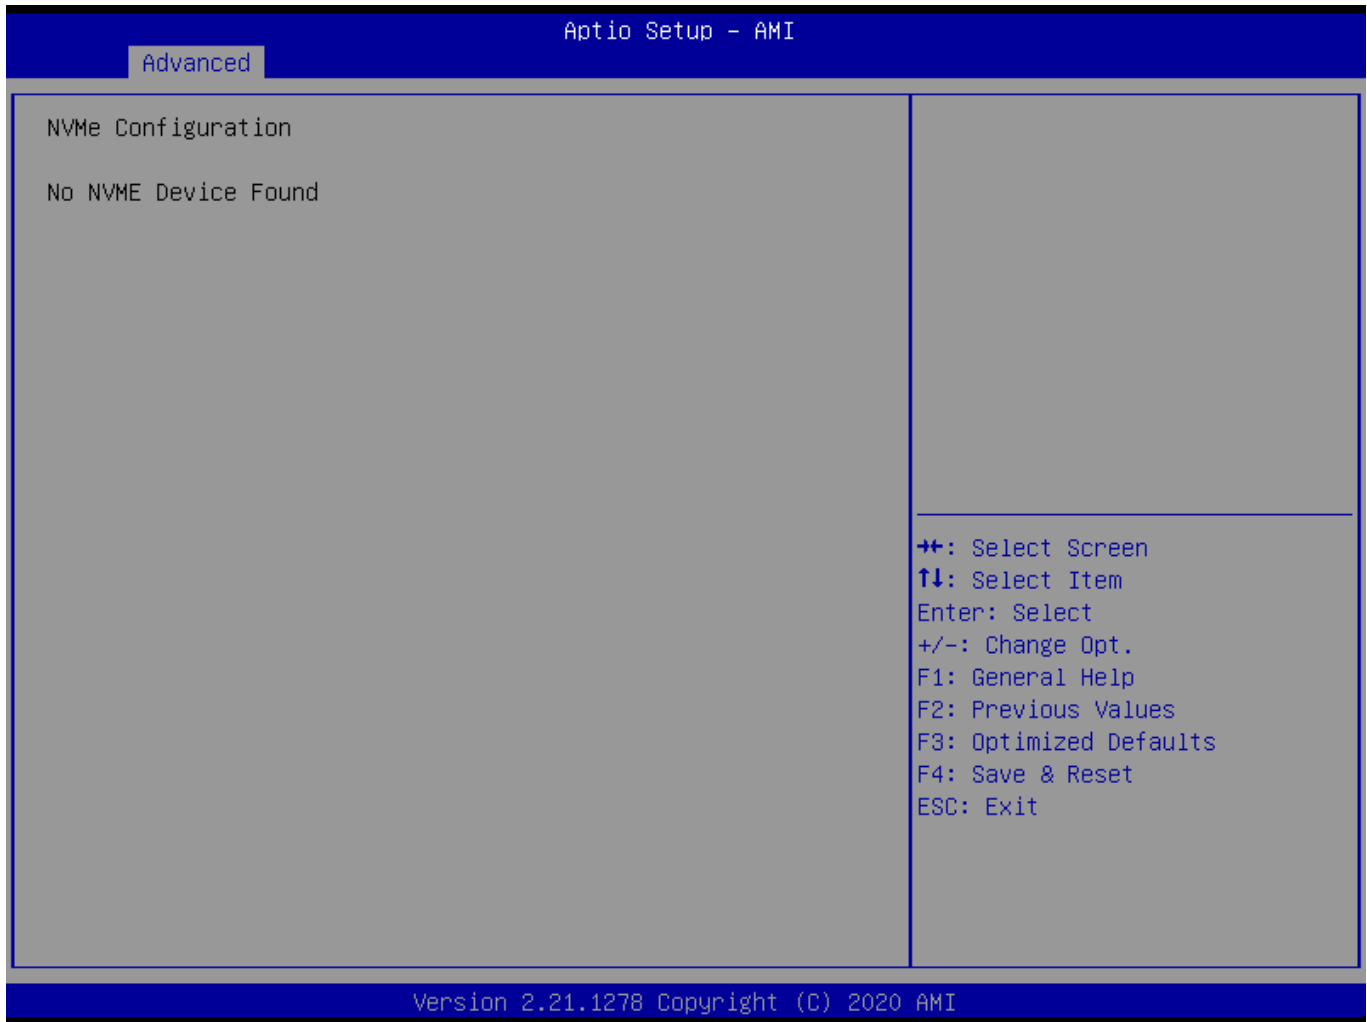 Aptio Setup – AMI
Advanced
NVMe Configuration
No NVME Device Found
→←: Select Screen
↑↓: Select Item
Enter: Select
+/-: Change Opt.
F1: General Help
F2: Previous Values
F3: Optimized Defaults
F4: Save & Reset
ESC: Exit
Version 2.21.1278 Copyright (C) 2020 AMI